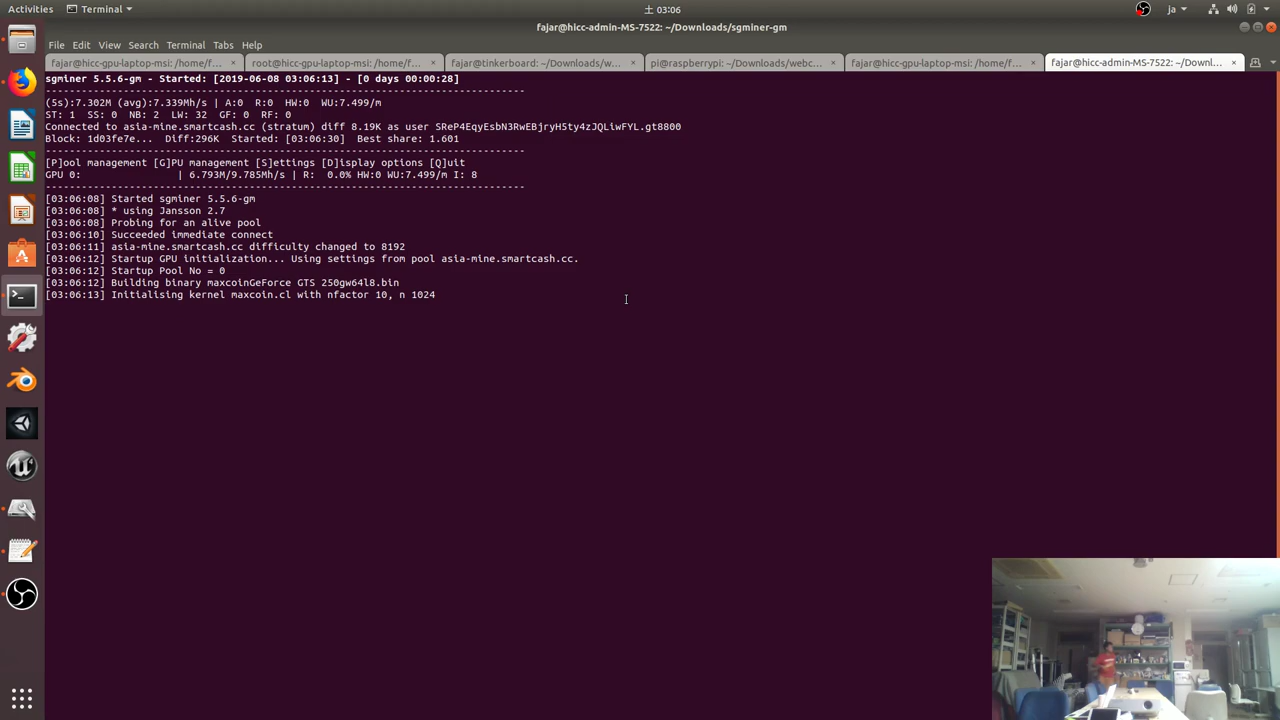 Activities
Terminal
土 03:06
ja
fajar@hicc-admin-MS-7522: ~/Downloads/sgminer-gm
File Edit View Search Terminal Tabs Help
fajar@hicc-gpu-laptop-msi: /home/f...
root@hicc-gpu-laptop-msi: /home/f...
fajar@tinkerboard: ~/Downloads/w...
pi@raspberrypi: ~/Downloads/webc...
fajar@hicc-gpu-laptop-msi: /home/f...
fajar@hicc-admin-MS-7522: ~/Downl...
sgminer 5.5.6-gm - Started: [2019-06-08 03:06:13] - [0 days 00:00:28]
--------------------------------------------------------------------------------
(5s):7.302M (avg):7.339Mh/s | A:0 R:0 HW:0 WU:7.499/m
ST: 1 SS: 0 NB: 2 LW: 32 GF: 0 RF: 0
Connected to asia-mine.smartcash.cc (stratum) diff 8.19K as user SReP4EqyEsbN3RwEBjryH5ty4zJQLiwFYL.gt8800
Block: 1d03fe7e... Diff:296K Started: [03:06:30] Best share: 1.601
--------------------------------------------------------------------------------
[P]ool management [G]PU management [S]ettings [D]isplay options [Q]uit
GPU 0: | 6.793M/9.785Mh/s | R: 0.0% HW:0 WU:7.499/m I: 8
--------------------------------------------------------------------------------
[03:06:08] Started sgminer 5.5.6-gm
[03:06:08] * using Jansson 2.7
[03:06:08] Probing for an alive pool
[03:06:10] Succeeded immediate connect
[03:06:11] asia-mine.smartcash.cc difficulty changed to 8192
[03:06:12] Startup GPU initialization... Using settings from pool asia-mine.smartcash.cc.
[03:06:12] Startup Pool No = 0
[03:06:12] Building binary maxcoinGeForce GTS 250gw64l8.bin
[03:06:13] Initialising kernel maxcoin.cl with nfactor 10, n 1024